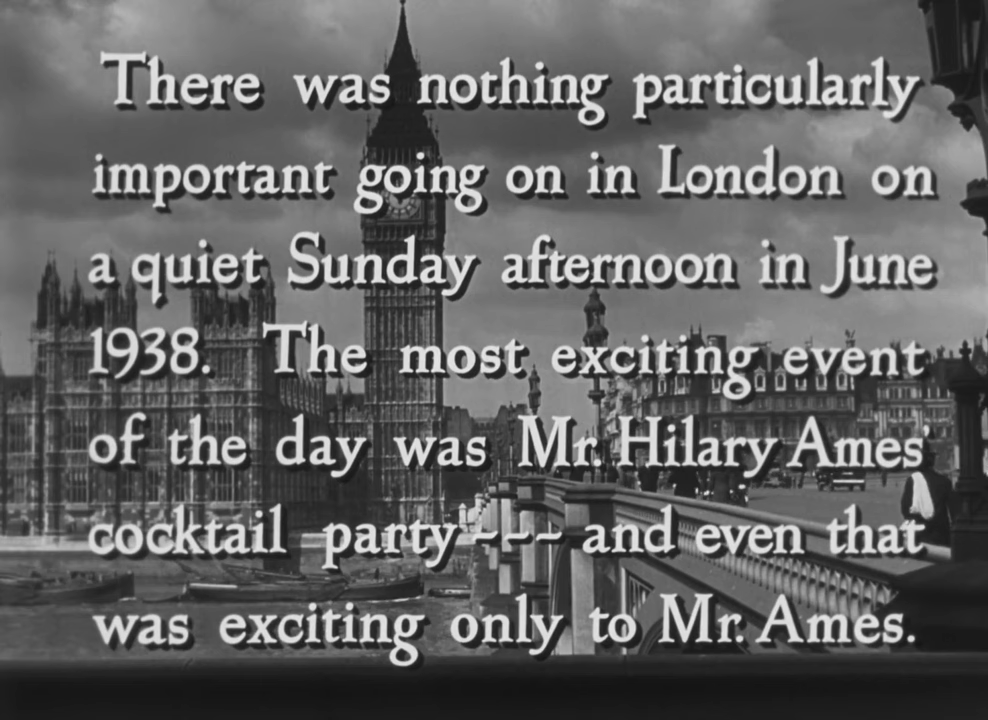 There was nothing particularly
important going on in London on
a quiet Sunday afternoon in June
1938. The most exciting event
of the day was Mr. Hilary Ames
cocktail party --- and even that
was exciting only to Mr. Ames.